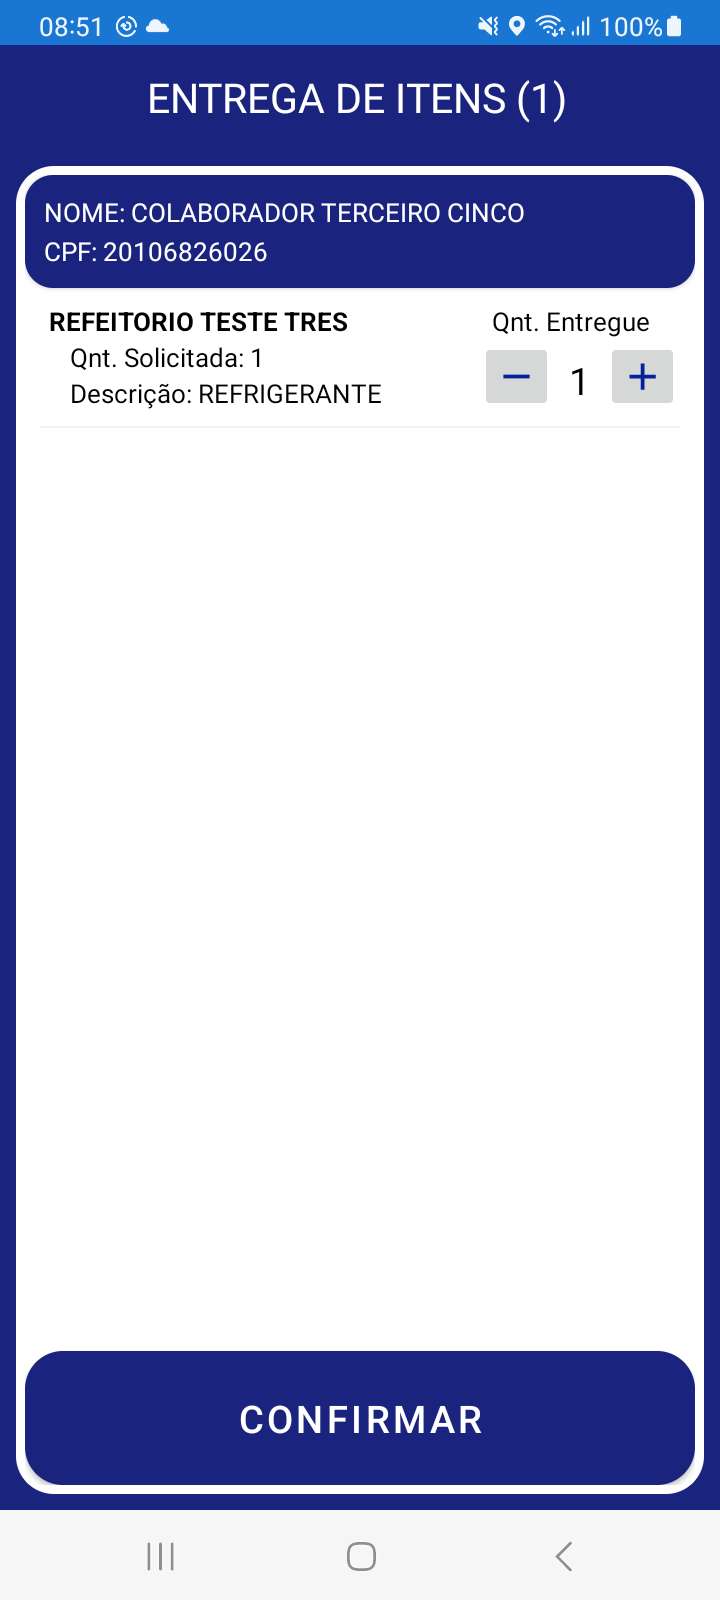 08:51
100%
ENTREGA DE ITENS (1)
NOME: COLABORADOR TERCEIRO CINCO
CPF: 20106826026
REFEITORIO TESTE TRES
Qnt. Entregue
Qnt. Solicitada: 1
1
Descrição: REFRIGERANTE
CONFIRMAR